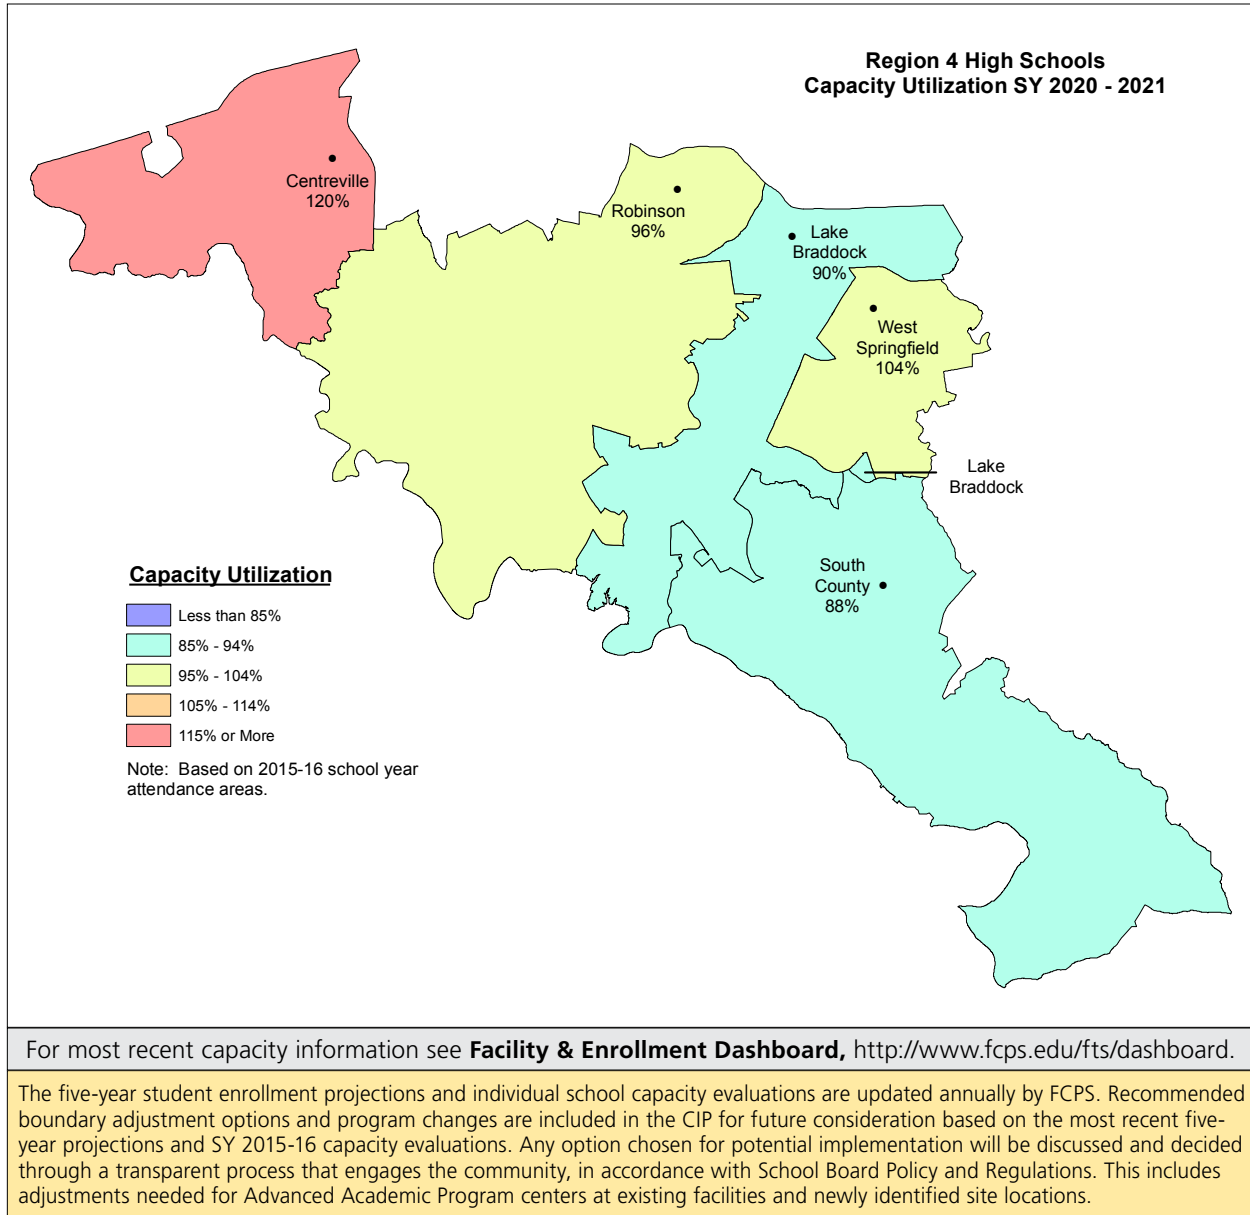 Region 4 High Schools
Capacity Utilization SY 2020 - 2021
Centreville
120%
Robinson
96%
Lake
Braddock
90%
West
Springfield
104%
Lake
Braddock
South
County
88%
Capacity Utilization
Less than 85%
85% - 94%
95% - 104%
105% - 114%
115% or More
Note:  Based on 2015-16 school year
attendance areas.
For most recent capacity information see Facility & Enrollment Dashboard, http://www.fcps.edu/fts/dashboard.
The five-year student enrollment projections and individual school capacity evaluations are updated annually by FCPS. Recommended
boundary adjustment options and program changes are included in the CIP for future consideration based on the most recent five-
year projections and SY 2015-16 capacity evaluations. Any option chosen for potential implementation will be discussed and decided
through a transparent process that engages the community, in accordance with School Board Policy and Regulations. This includes
adjustments needed for Advanced Academic Program centers at existing facilities and newly identified site locations.